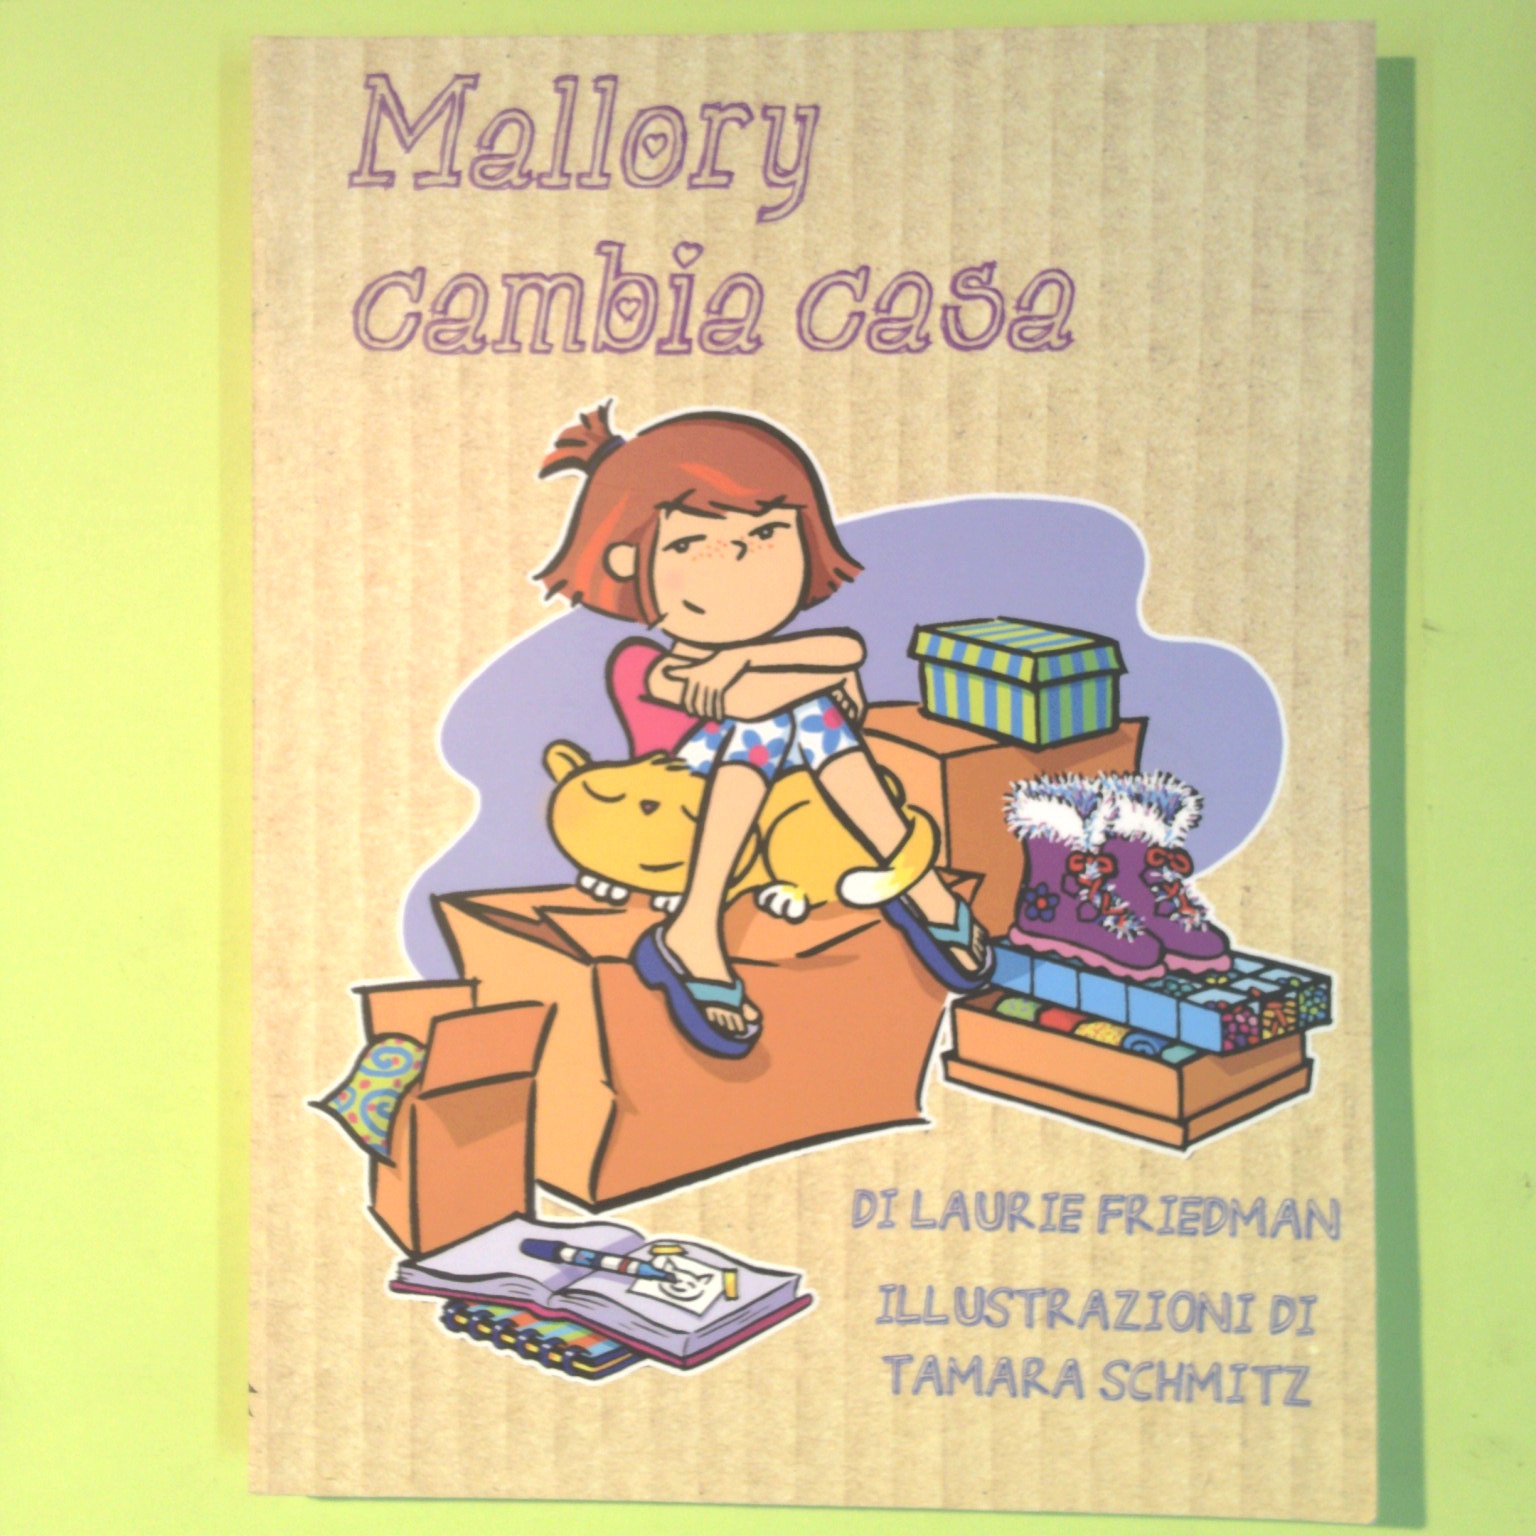 Mallory
cambia casa
DI LAURIE FRIEDMAN
ILLUSTRAZIONI DI
TAMARA SCHMITZ